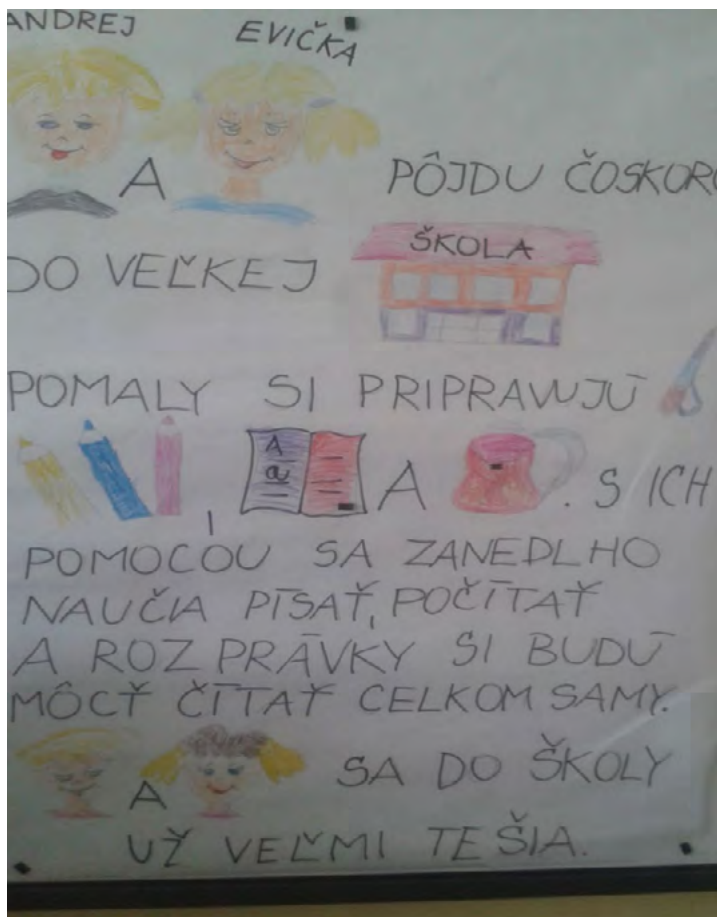 ANDREJ EVIČKA
A PÔJDU ČOSKORO
DO VEĽKEJ ŠKOLA
POMALY SI PRIPRAVUJÚ
, A a A . S ICH
POMOCOU SA ZANEDLHO
NAUČIA PÍSAŤ, POČÍTAŤ
A ROZPRÁVKY SI BUDÚ
MÔCŤ ČÍTAŤ CELKOM SAMY.
A SA DO ŠKOLY
UŽ VEĽMI TEŠIA.